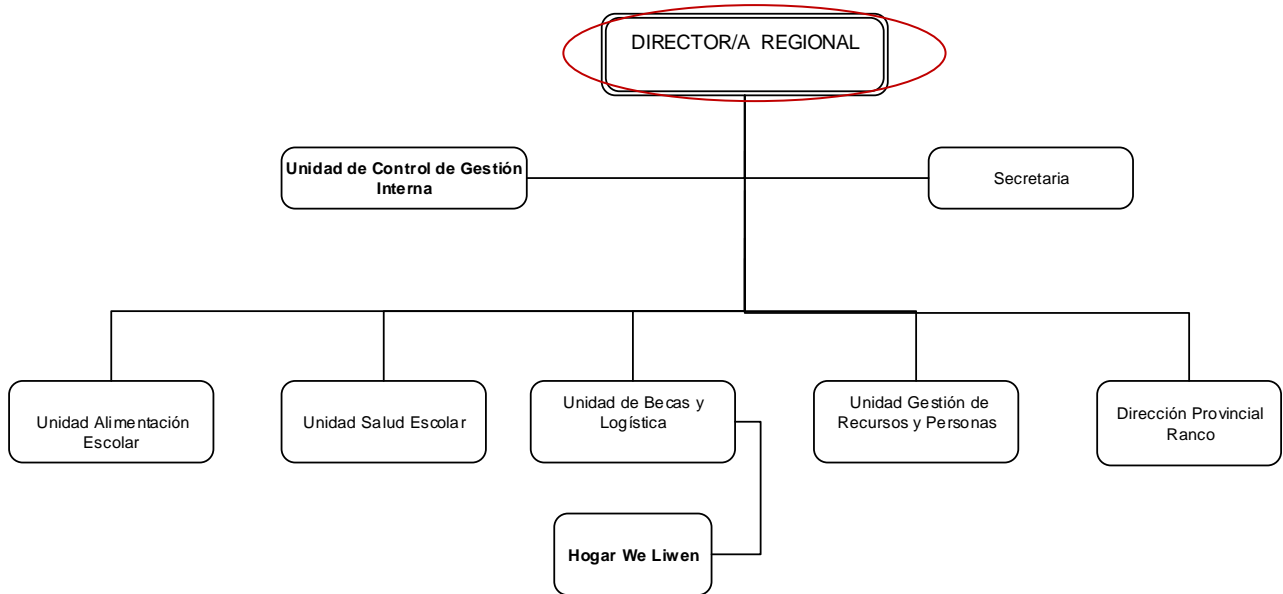 DIRECTOR/A REGIONAL
Unidad de Control de Gestión
Interna
Secretaria
Unidad Alimentación
Escolar
Unidad Salud Escolar
Unidad de Becas y
Logística
Unidad Gestión de
Recursos y Personas
Dirección Provincial
Ranco
Hogar We Liwen